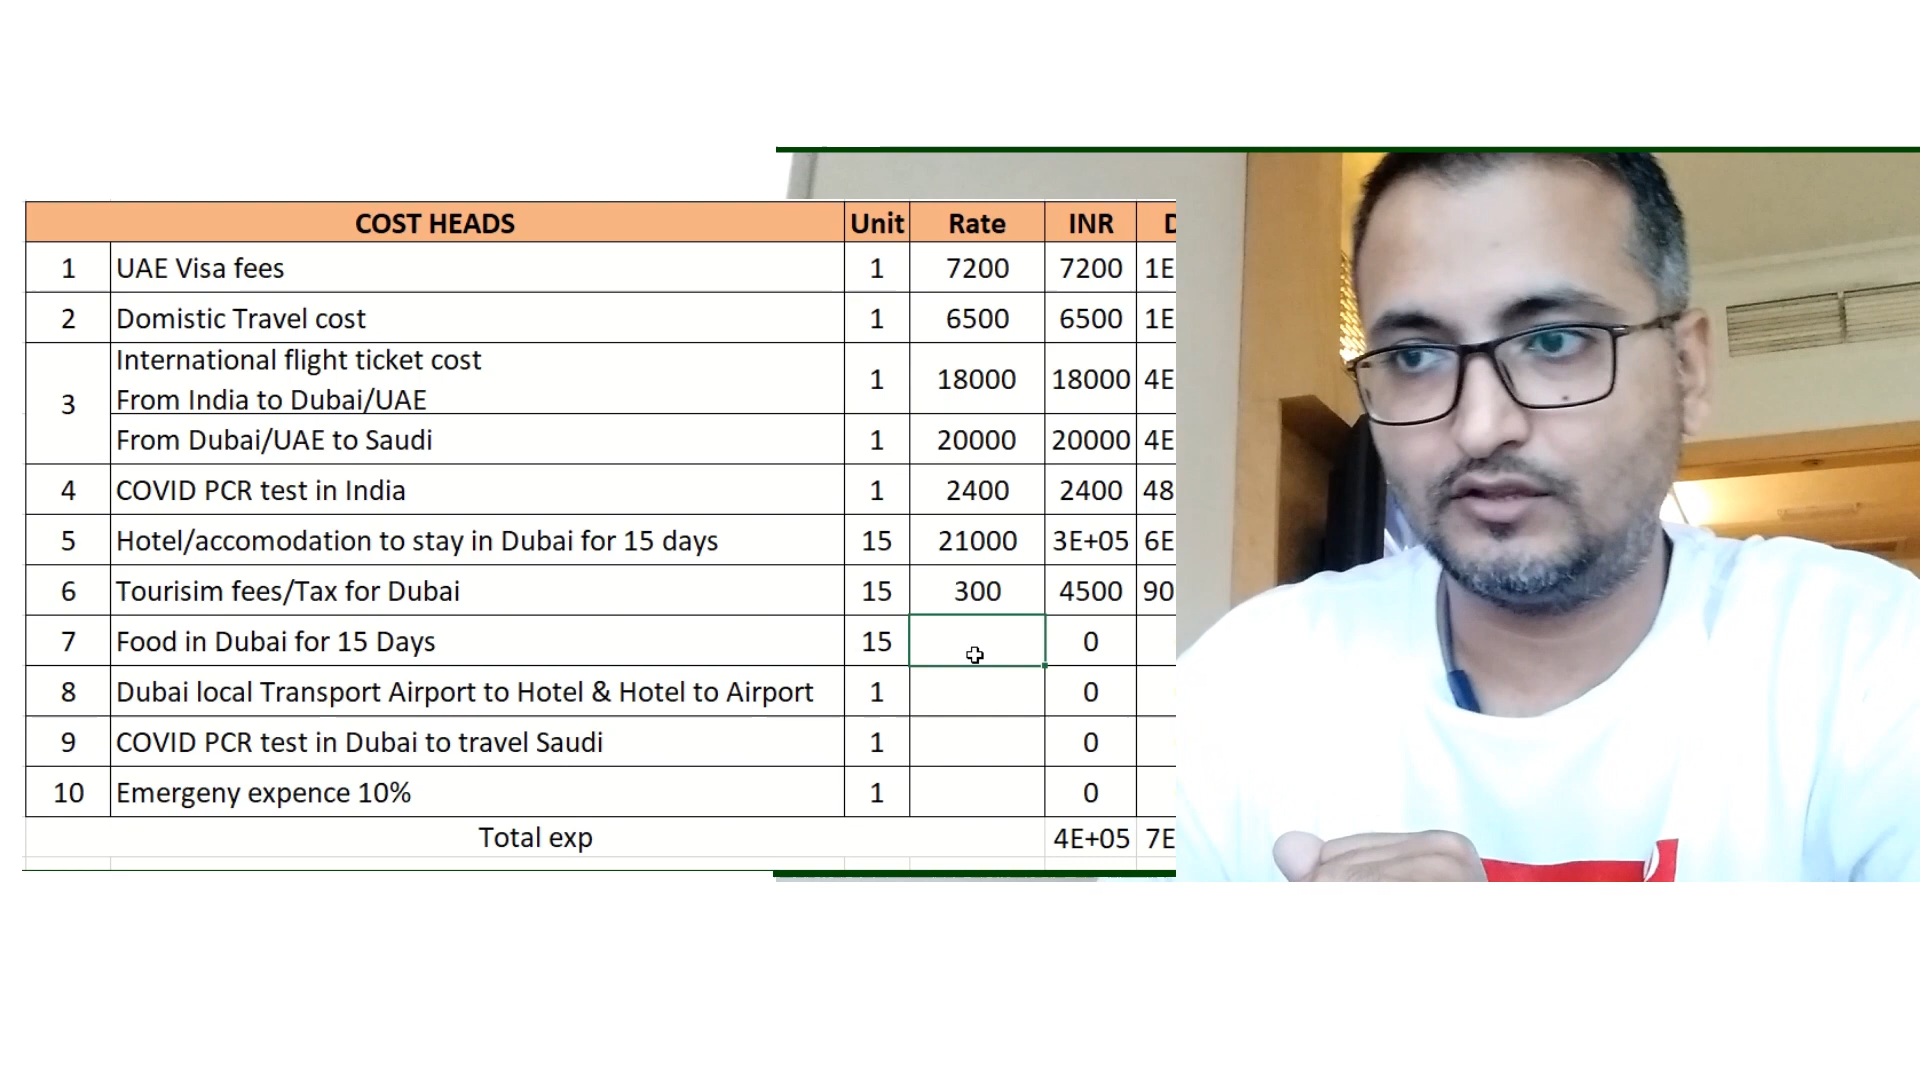 COST HEADS Unit Rate INR D
1 UAE Visa fees 1 7200 7200 1E
2 Domistic Travel cost 1 6500 6500 1E
3 International flight ticket cost
From India to Dubai/UAE 1 18000 18000 4E
From Dubai/UAE to Saudi 1 20000 20000 4E
4 COVID PCR test in India 1 2400 2400 48
5 Hotel/accomodation to stay in Dubai for 15 days 15 21000 3E+05 6E
6 Tourisim fees/Tax for Dubai 15 300 4500 90
7 Food in Dubai for 15 Days 15 0
8 Dubai local Transport Airport to Hotel & Hotel to Airport 1 0
9 COVID PCR test in Dubai to travel Saudi 1 0
10 Emergeny expence 10% 1 0
Total exp 4E+05 7E